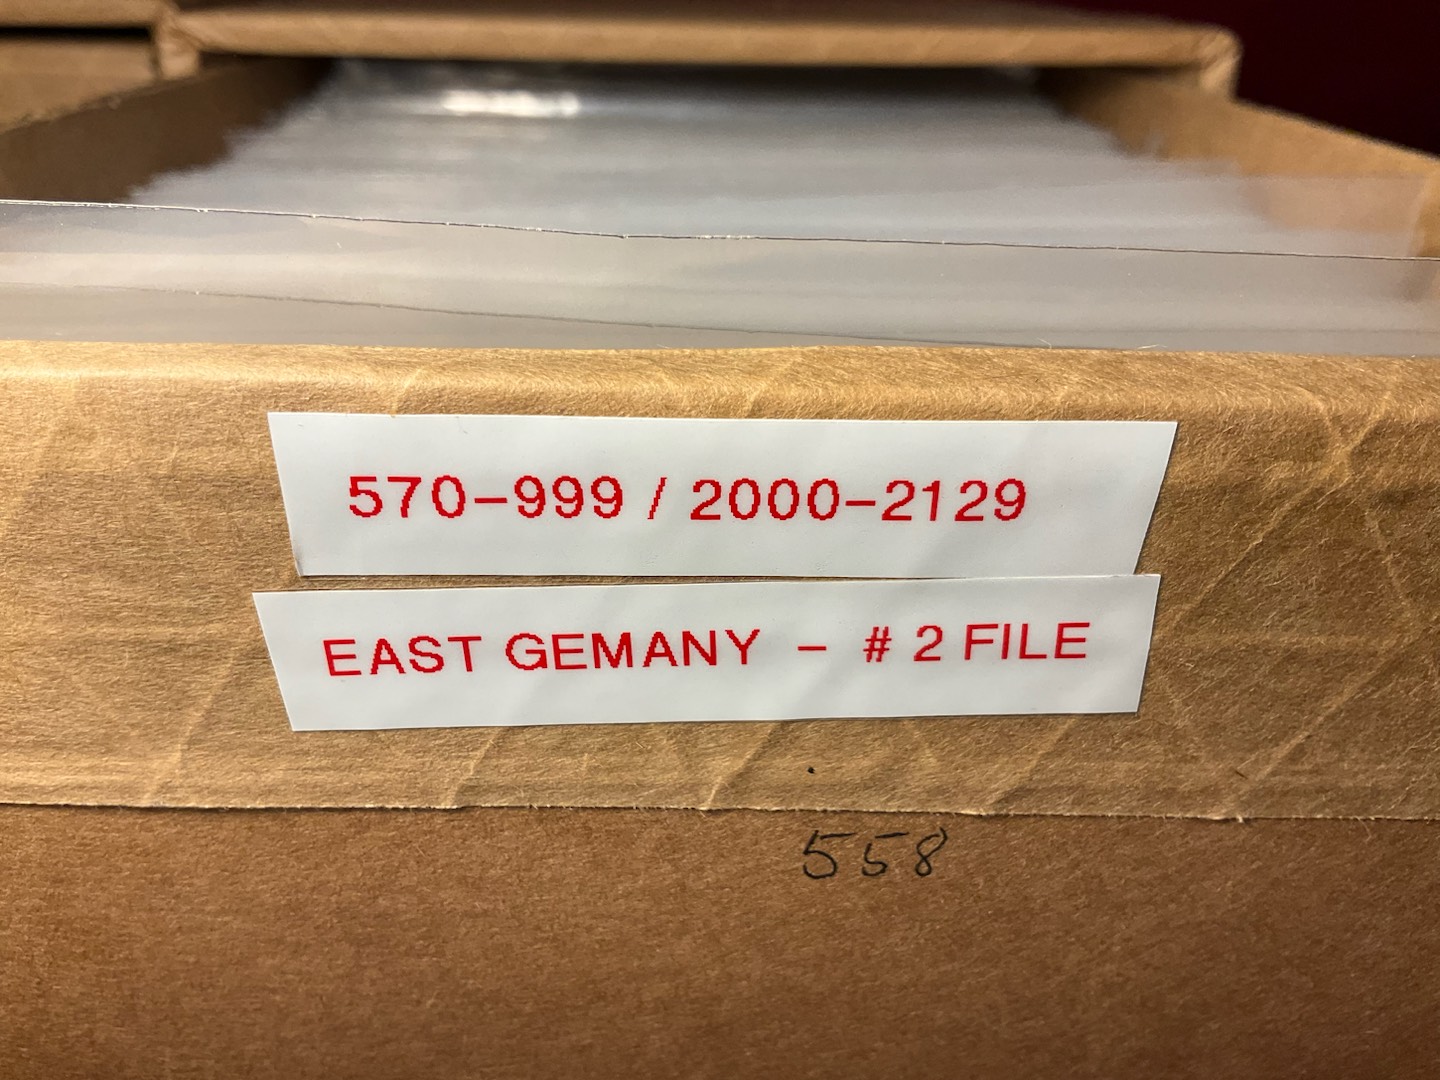 570-999 / 2000-2129
EAST GEMANY - # 2 FILE
558